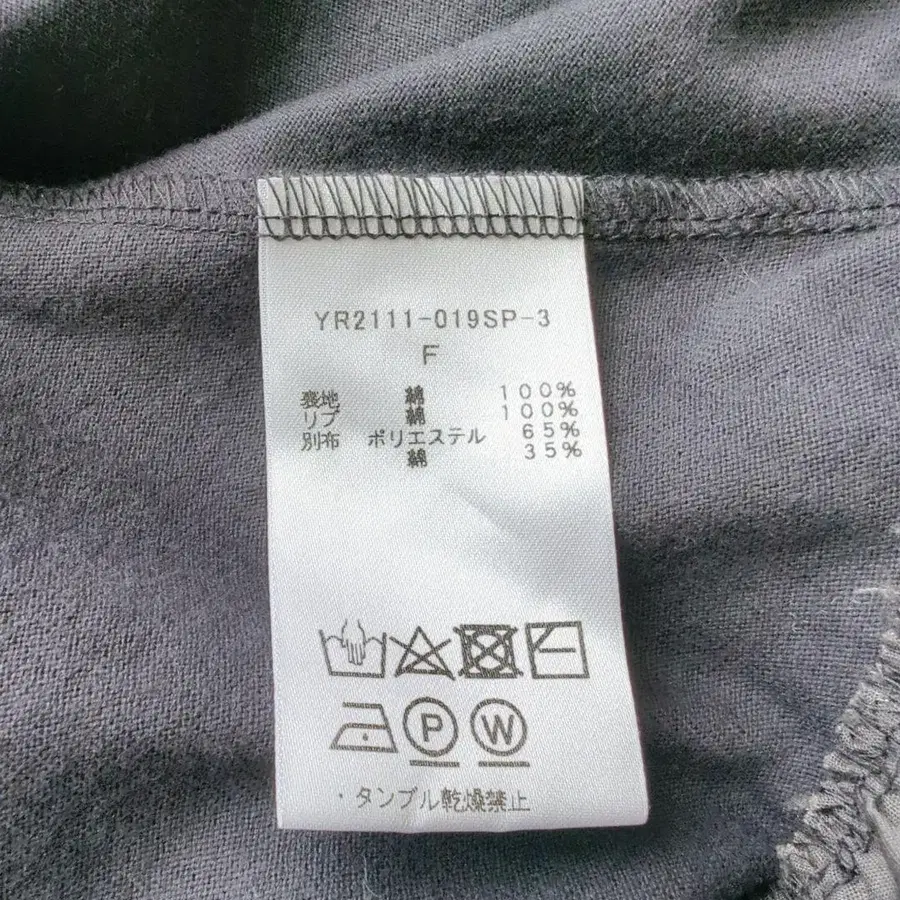 YR2111-019SP-3
F
表地 綿 100%
リブ 綿 100%
別布 ポリエステル 65%
綿 35%
P W
・タンブル乾燥禁止